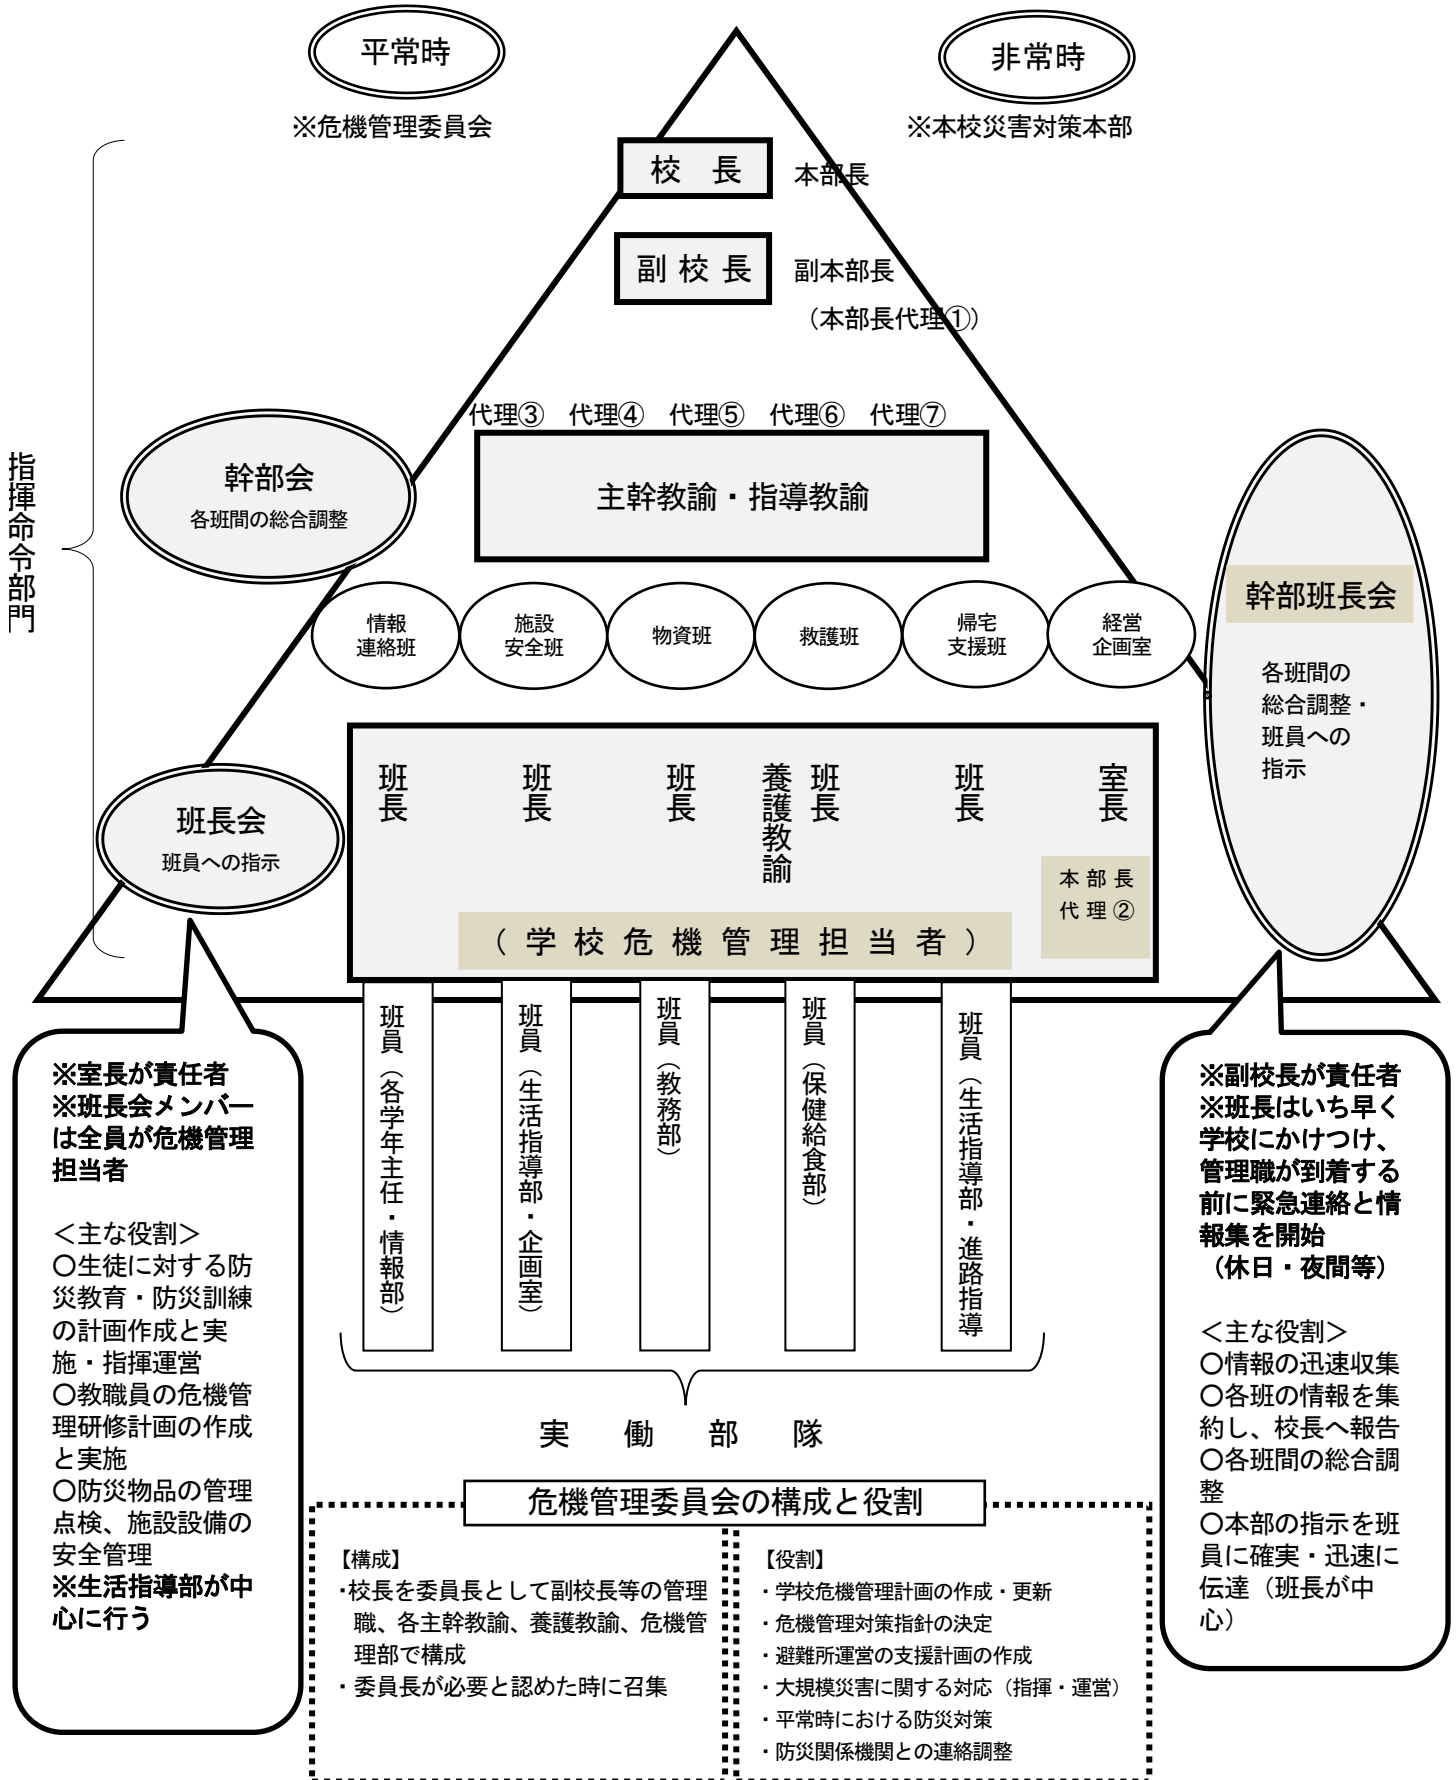 平常時
非常時
※危機管理委員会
※本校災害対策本部
校　長
本部長
副 校 長
副本部長
（本部長代理①）
指揮命令部門
代理③　代理④　代理⑤　代理⑥　代理⑦
主幹教諭・指導教諭
幹部会
各班間の総合調整
情報
連絡班
施設
安全班
物資班
救護班
帰宅
支援班
経営
企画室
幹部班長会
各班間の
総合調整・
班員への
指示
班長会
班員への指示
班長
班長
班長
養護教諭
班長
班長
室長
本 部 長
代 理 ②
（ 学 校 危 機 管 理 担 当 者 ）
班員（各学年主任・情報部）
班員（生活指導部・企画室）
班員（教務部）
班員（保健給食部）
班員（生活指導部・進路指導
実　働　部　隊
※室長が責任者
※班長会メンバー
は全員が危機管理
担当者
＜主な役割＞
○生徒に対する防
災教育・防災訓練
の計画作成と実
施・指揮運営
○教職員の危機管
理研修計画の作成
と実施
○防災物品の管理
点検、施設設備の
安全管理
※生活指導部が中
心に行う
※副校長が責任者
※班長はいち早く
学校にかけつけ、
管理職が到着する
前に緊急連絡と情
報集を開始
（休日・夜間等）
＜主な役割＞
○情報の迅速収集
○各班の情報を集
約し、校長へ報告
○各班間の総合調
整
○本部の指示を班
員に確実・迅速に
伝達（班長が中
心）
危機管理委員会の構成と役割
【構成】
・校長を委員長として副校長等の管理
職、各主幹教諭、養護教諭、危機管
理部で構成
・委員長が必要と認めた時に召集
【役割】
・学校危機管理計画の作成・更新
・危機管理対策指針の決定
・避難所運営の支援計画の作成
・大規模災害に関する対応（指揮・運営）
・平常時における防災対策
・防災関係機関との連絡調整